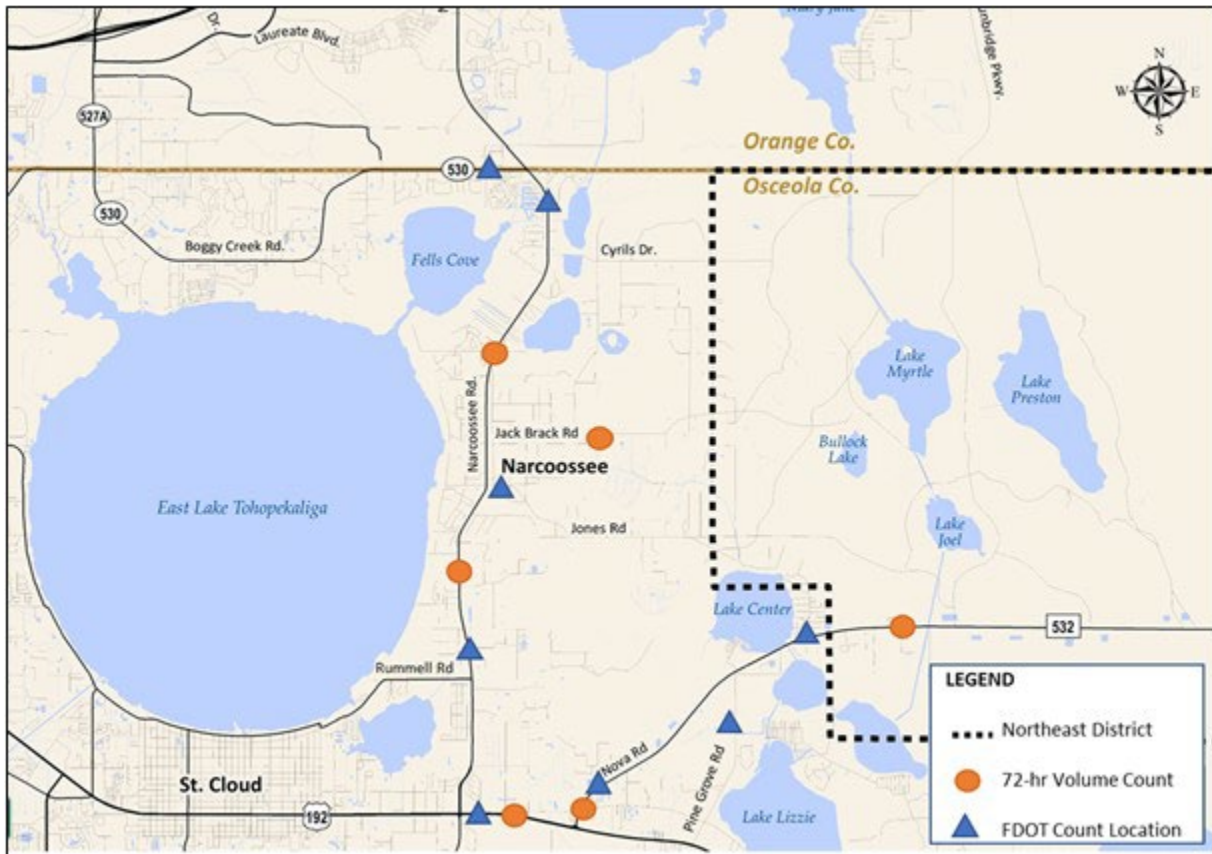 Dr.
Laureate Blvd.
Mary Jane
N
W E
S
527A
Orange Co.
530
Osceola Co.
530
Boggy Creek Rd.
Fells Cove
Cyrils Dr.
Lake
Myrtle
Lake
Preston
Narcoossee Rd.
Jack Brack Rd
Bullock
Lake
Narcoossee
East Lake Tohopekaliga
Jones Rd
Lake
Joel
Lake Center
532
Rummell Rd
LEGEND
Northeast District
72-hr Volume Count
FDOT Count Location
Nova Rd
Pine Grove Rd
St. Cloud
192
Lake Lizzie